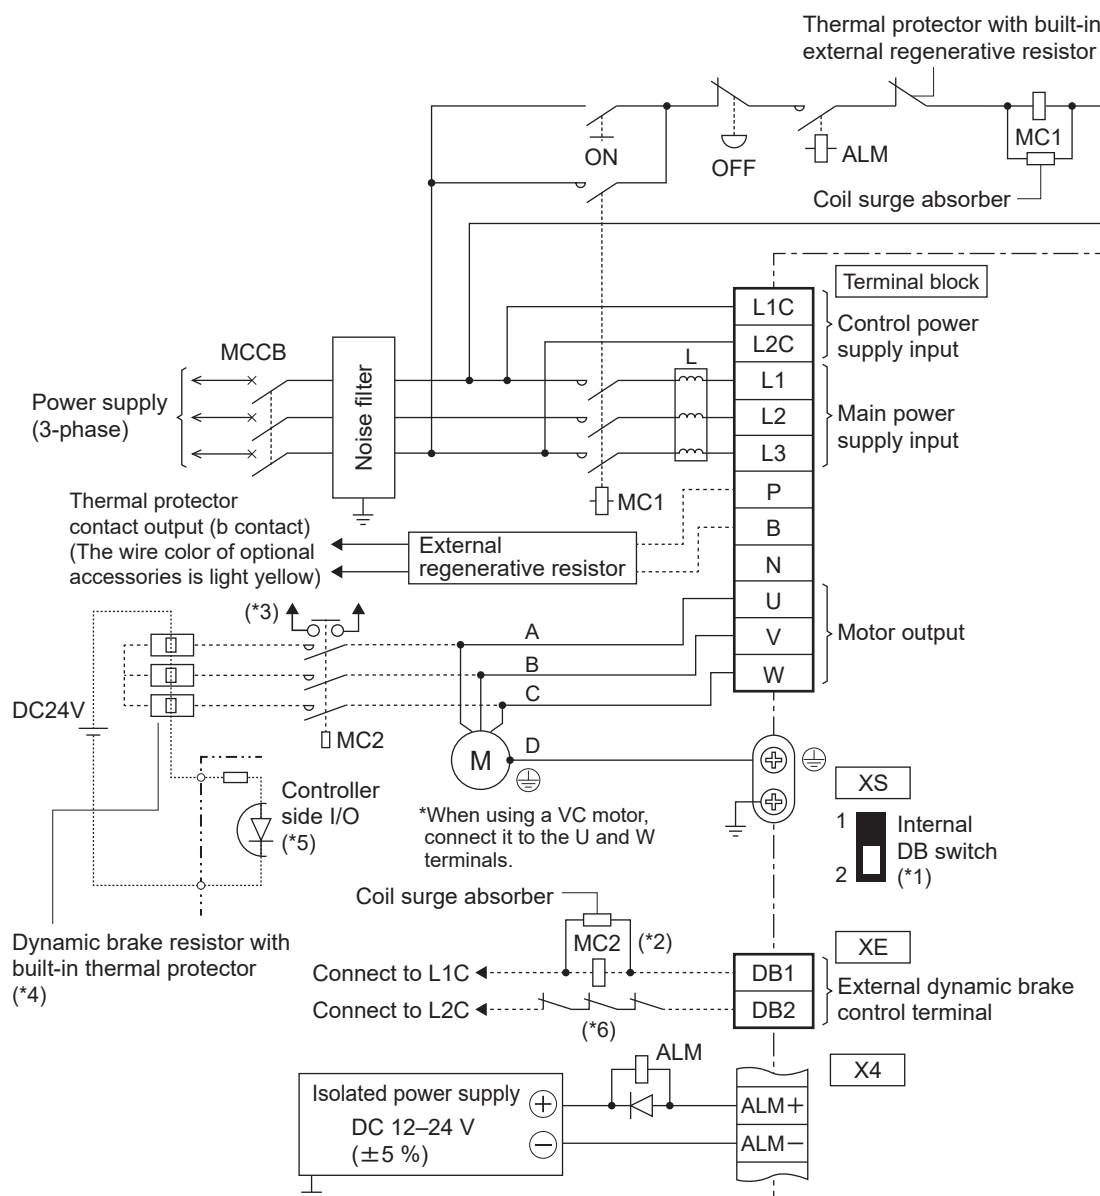 Thermal protector with built-in
external regenerative resistor
ON
OFF
ALM
MC1
Coil surge absorber
Terminal block
L1C
L2C
Control power
supply input
MCCB
Power supply
(3-phase)
Noise filter
L
L1
L2
L3
Main power
supply input
MC1
Thermal protector
contact output (b contact)
(The wire color of optional
accessories is light yellow)
External
regenerative resistor
P
B
N
U
V
W
Motor output
(*3)
A
B
C
D
DC24V
MC2
M
Controller
side I/O
(*5)
*When using a VC motor,
connect it to the U and W
terminals.
XS
1
2
Internal
DB switch
(*1)
Dynamic brake resistor with
built-in thermal protector
(*4)
Coil surge absorber
MC2
(*2)
Connect to L1C
Connect to L2C
(*6)
XE
DB1
DB2
External dynamic brake
control terminal
X4
ALM
Isolated power supply
DC 12–24 V
(±5 %)
+
−
ALM+
ALM−